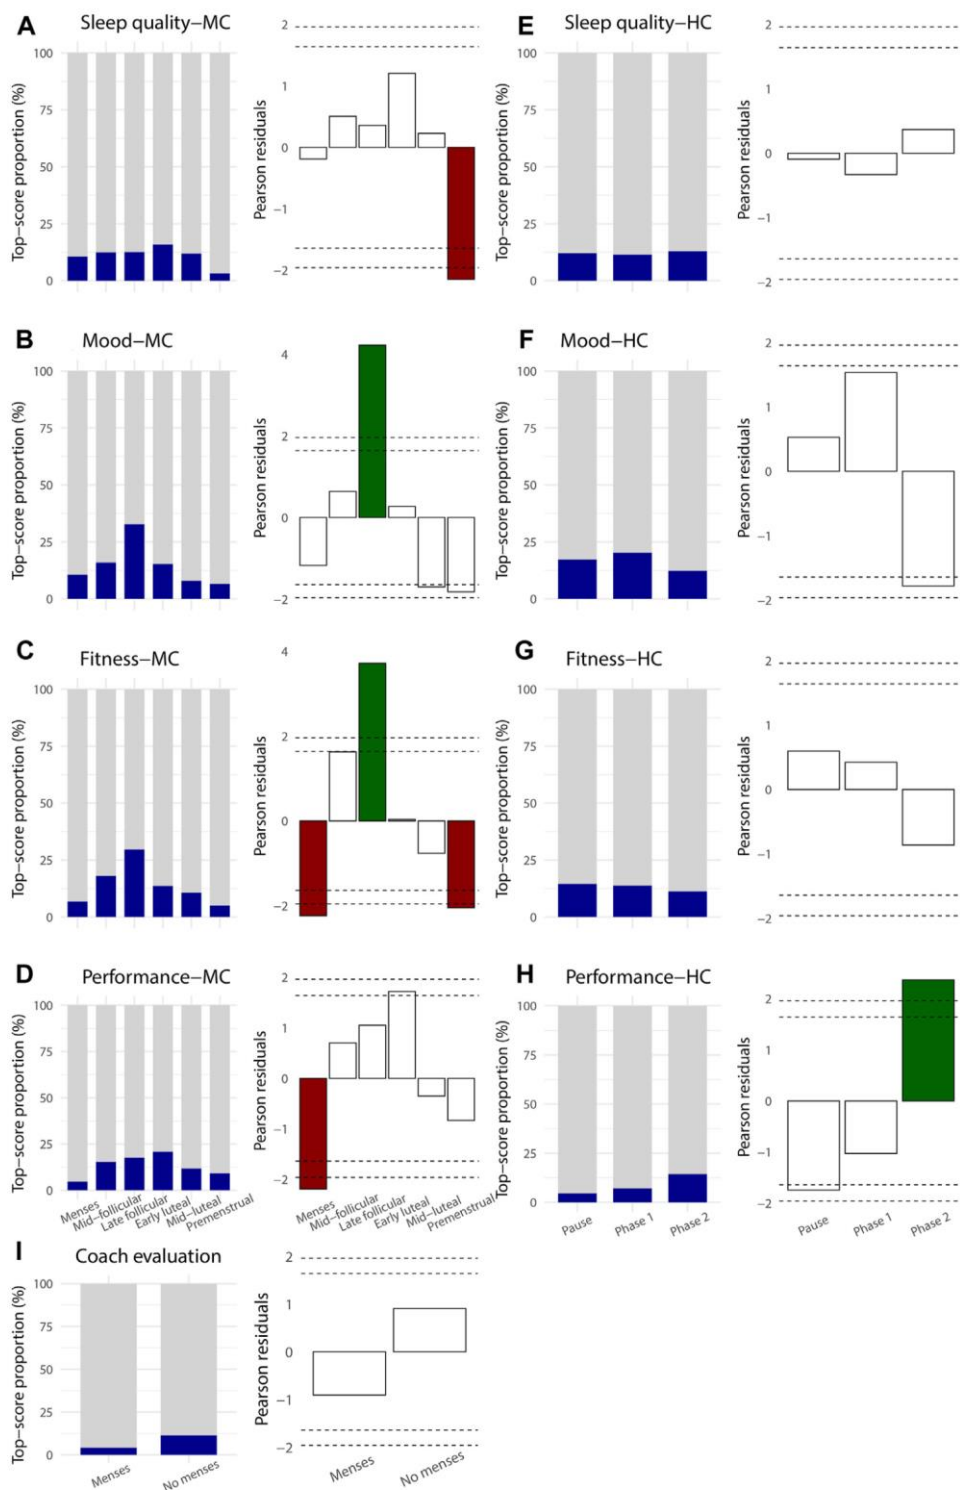 A Sleep quality–MC
Top–score proportion (%)
100
75
50
25
0
Pearson residuals
2
1
0
−1
−2
E Sleep quality–HC
Top–score proportion (%)
100
75
50
25
0
Pearson residuals
2
1
0
−1
−2
B Mood–MC
Top–score proportion (%)
100
75
50
25
0
Pearson residuals
4
2
0
−2
F Mood–HC
Top–score proportion (%)
100
75
50
25
0
Pearson residuals
2
1
0
−1
−2
C Fitness–MC
Top–score proportion (%)
100
75
50
25
0
Pearson residuals
4
2
0
−2
G Fitness–HC
Top–score proportion (%)
100
75
50
25
0
Pearson residuals
2
1
0
−1
−2
D Performance–MC
Top–score proportion (%)
100
75
50
25
0
Menses
Mid–follicular
Late follicular
Early luteal
Mid–luteal
Premenstrual
Pearson residuals
2
1
0
−1
−2
Menses
Mid–follicular
Late follicular
Early luteal
Mid–luteal
Premenstrual
H Performance–HC
Top–score proportion (%)
100
75
50
25
0
Pause
Phase 1
Phase 2
Pearson residuals
2
1
0
−1
−2
Pause
Phase 1
Phase 2
I Coach evaluation
Top–score proportion (%)
100
75
50
25
0
Menses
No menses
Pearson residuals
2
1
0
−1
−2
Menses
No menses